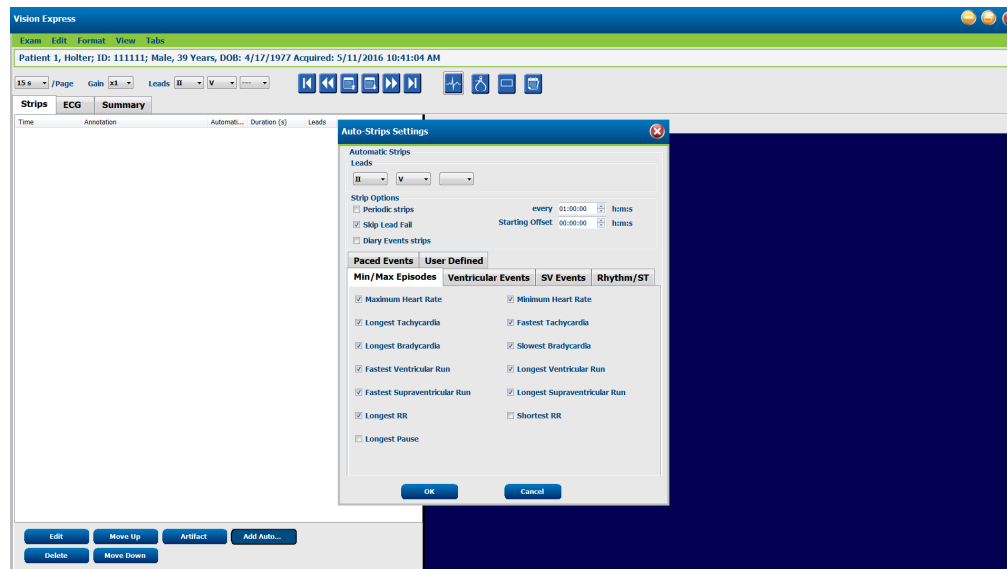 Vision Express
Exam Edit Format View Tabs
Patient 1, Holter; ID: 111111; Male, 39 Years, DOB: 4/17/1977 Acquired: 5/11/2016 10:41:04 AM
15 s /Page Gain x1 Leads II V ---
Strips ECG Summary
Time Annotation Automati... Duration (s) Leads
Auto-Strips Settings
Automatic Strips
Leads
II V
Strip Options
Periodic strips every 01:00:00 h:m:s
Skip Lead Fail Starting Offset 00:00:00 h:m:s
Diary Events strips
Paced Events User Defined
Min/Max Episodes Ventricular Events SV Events Rhythm/ST
Maximum Heart Rate Minimum Heart Rate
Longest Tachycardia Fastest Tachycardia
Longest Bradycardia Slowest Bradycardia
Fastest Ventricular Run Longest Ventricular Run
Fastest Supraventricular Run Longest Supraventricular Run
Longest RR Shortest RR
Longest Pause
OK Cancel
Edit Move Up Artifact Add Auto...
Delete Move Down